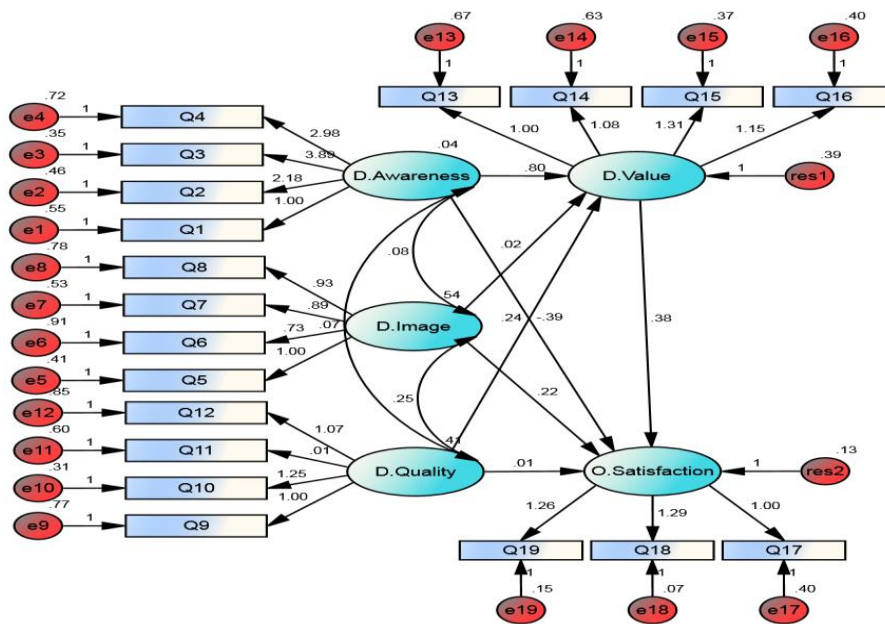 .67 .63 .37 .40
e13 e14 e15 e16
1 1 1 1
Q13 Q14 Q15 Q16
1.00 1.08 1.31 1.15
.72
e4 1 Q4
2.98
.35
e3 1 Q3
3.89
.46
e2 1 Q2
2.18
.55
e1 1 Q1
1.00
.04
D.Awareness .80 D.Value 1 res1 .39
.78
e8 1 Q8
.93
.53
e7 1 Q7
.89
.91
e6 1 Q6
.73
.41
e5 1 Q5
1.00
.08 .02
.54
D.Image
.07 .24 -.39 .38
.22
.25
.85
e12 1 Q12
1.07
.60
e11 1 Q11
.01
.31
e10 1 Q10
1.25
.77
e9 1 Q9
1.00
.41
D.Quality .01 O.Satisfaction 1 res2 .13
1.26 1.29 1.00
Q19 Q18 Q17
1 1 1
.15 .07 .40
e19 e18 e17